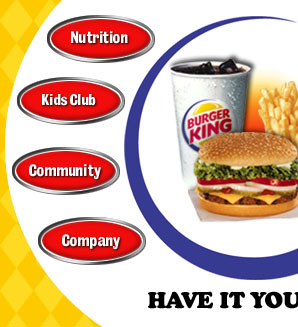 Nutrition
Kids Club
Community
Company
BURGER
KING
HAVE IT YOU